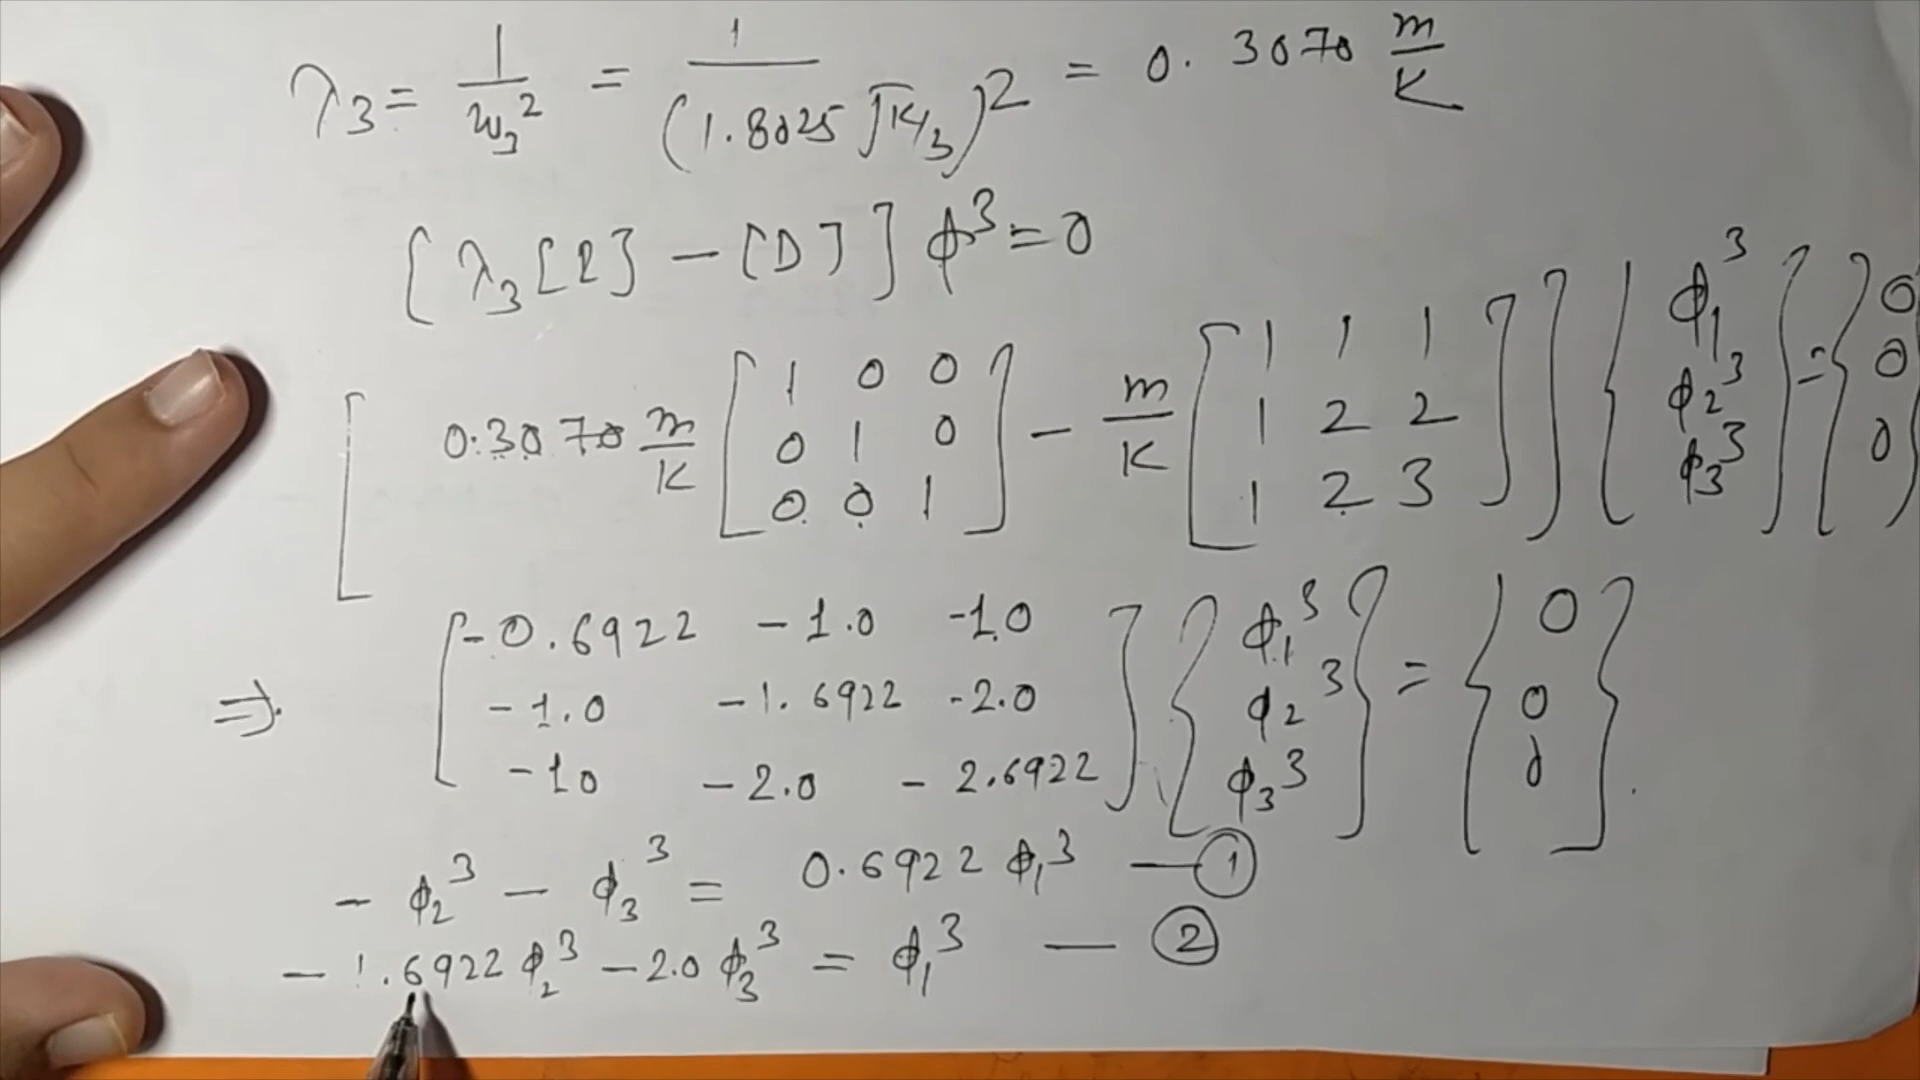 λ₃ = 1/ω₃² = 1/(1.8025 √K/3)² = 0.3070 m/K
[λ₃[I] - [D]] ϕ³ = 0
[0.3070 m/K [1 0 0; 0 1 0; 0 0 1] - m/K [1 1 1; 1 2 2; 1 2 3]] {ϕ₁³; ϕ₂³; ϕ₃³} = {0; 0; 0}
⇒ [-0.6922 -1.0 -1.0; -1.0 -1.6922 -2.0; -1.0 -2.0 -2.6922] {ϕ₁³; ϕ₂³; ϕ₃³} = {0; 0; 0}
- ϕ₂³ - ϕ₃³ = 0.6922 ϕ₁³ — ①
- 1.6922 ϕ₂³ - 2.0 ϕ₃³ = ϕ₁³ — ②